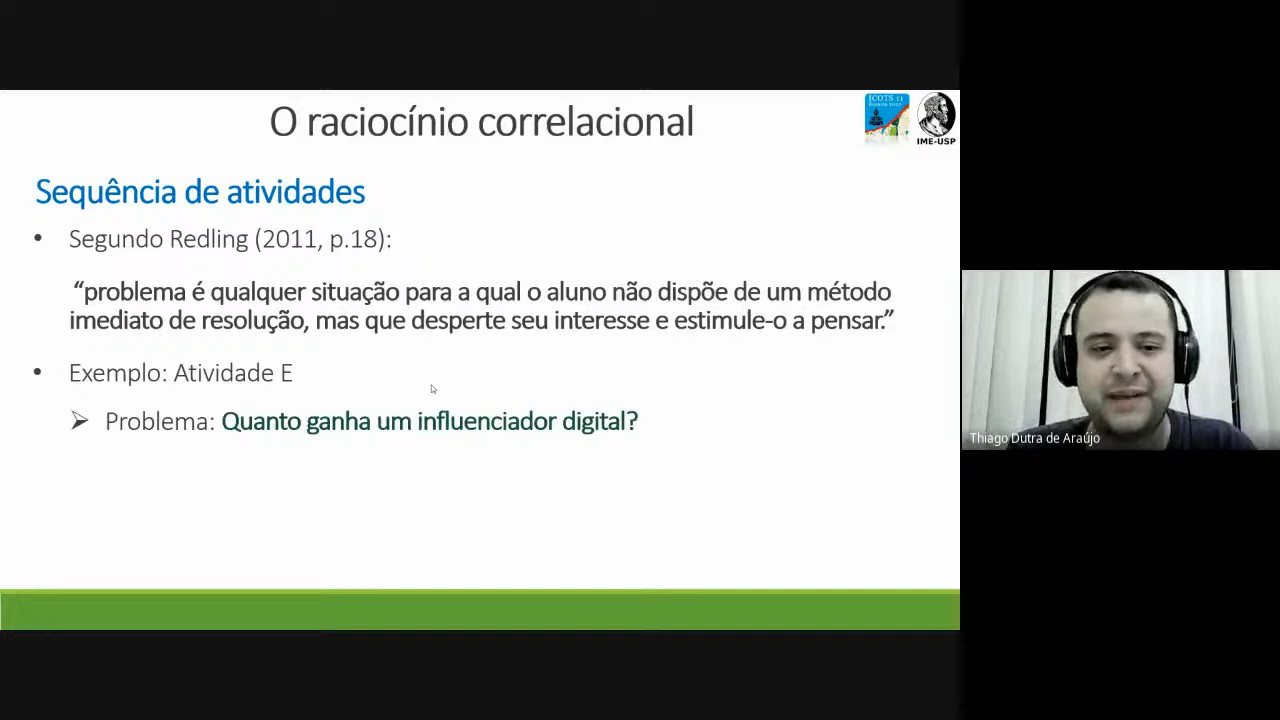 O raciocínio correlacional
ICOTS 11
IME-USP
Sequência de atividades
• Segundo Redling (2011, p.18):
“problema é qualquer situação para a qual o aluno não dispõe de um método
imediato de resolução, mas que desperte seu interesse e estimule-o a pensar.”
• Exemplo: Atividade E
➢ Problema: Quanto ganha um influenciador digital?
Thiago Dutra de Araújo